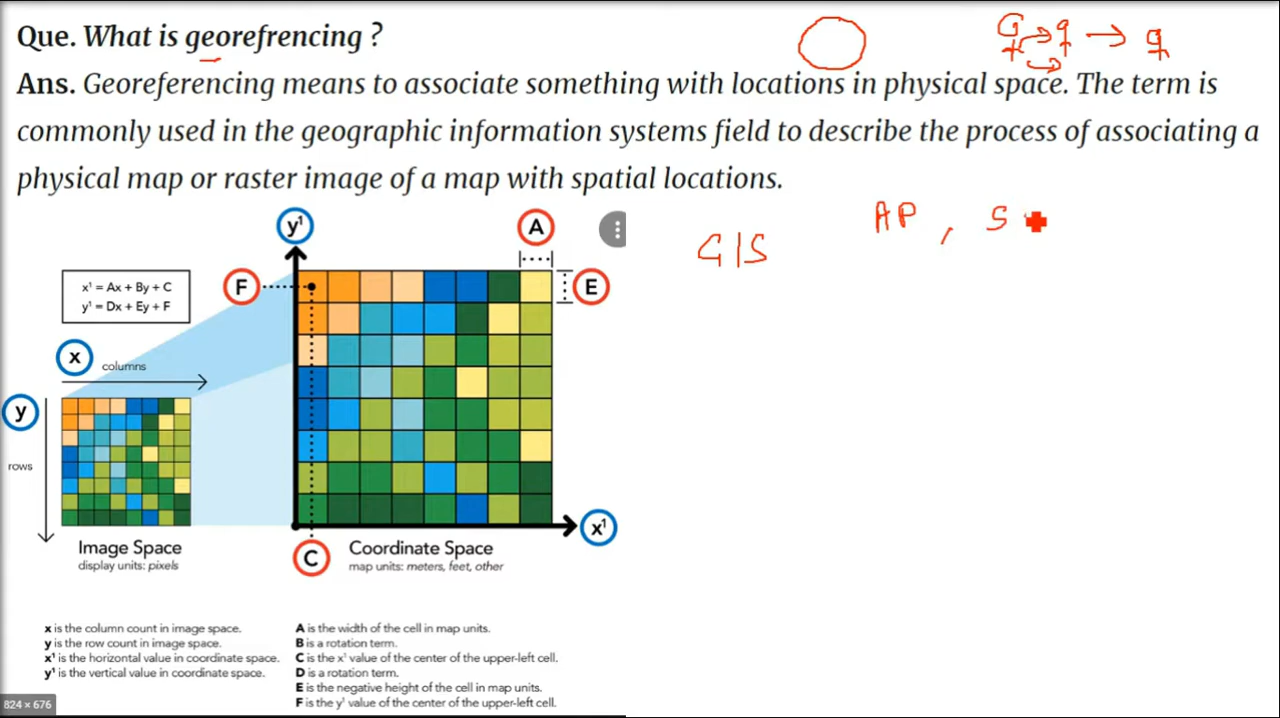 Que. What is georefrencing ?
Ans. Georeferencing means to associate something with locations in physical space. The term is
commonly used in the geographic information systems field to describe the process of associating a
physical map or raster image of a map with spatial locations.
AP , S
GIS
y¹
A
F
E
x¹ = Ax + By + C
y¹ = Dx + Ey + F
x
columns
y
rows
x¹
C
Image Space
display units: pixels
Coordinate Space
map units: meters, feet, other
x is the column count in image space.
y is the row count in image space.
x¹ is the horizontal value in coordinate space.
y¹ is the vertical value in coordinate space.
A is the width of the cell in map units.
B is a rotation term.
C is the x¹ value of the center of the upper-left cell.
D is a rotation term.
E is the negative height of the cell in map units.
F is the y¹ value of the center of the upper-left cell.
824 × 676